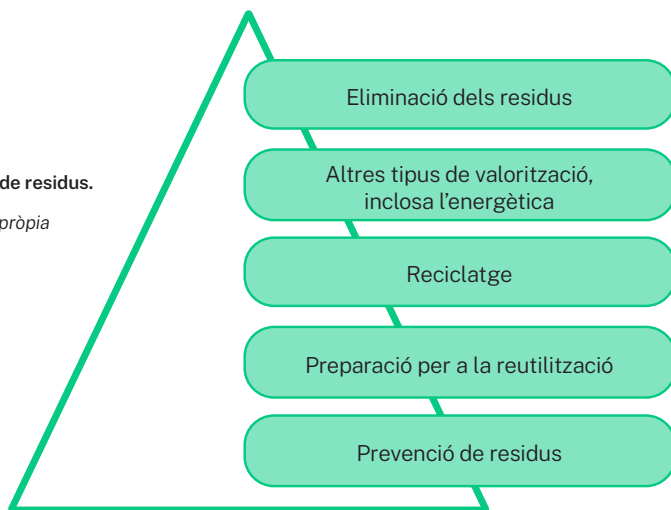 Eliminació dels residus
de residus.
Altres tipus de valorització,
inclosa l’energètica
pròpia
Reciclatge
Preparació per a la reutilització
Prevenció de residus